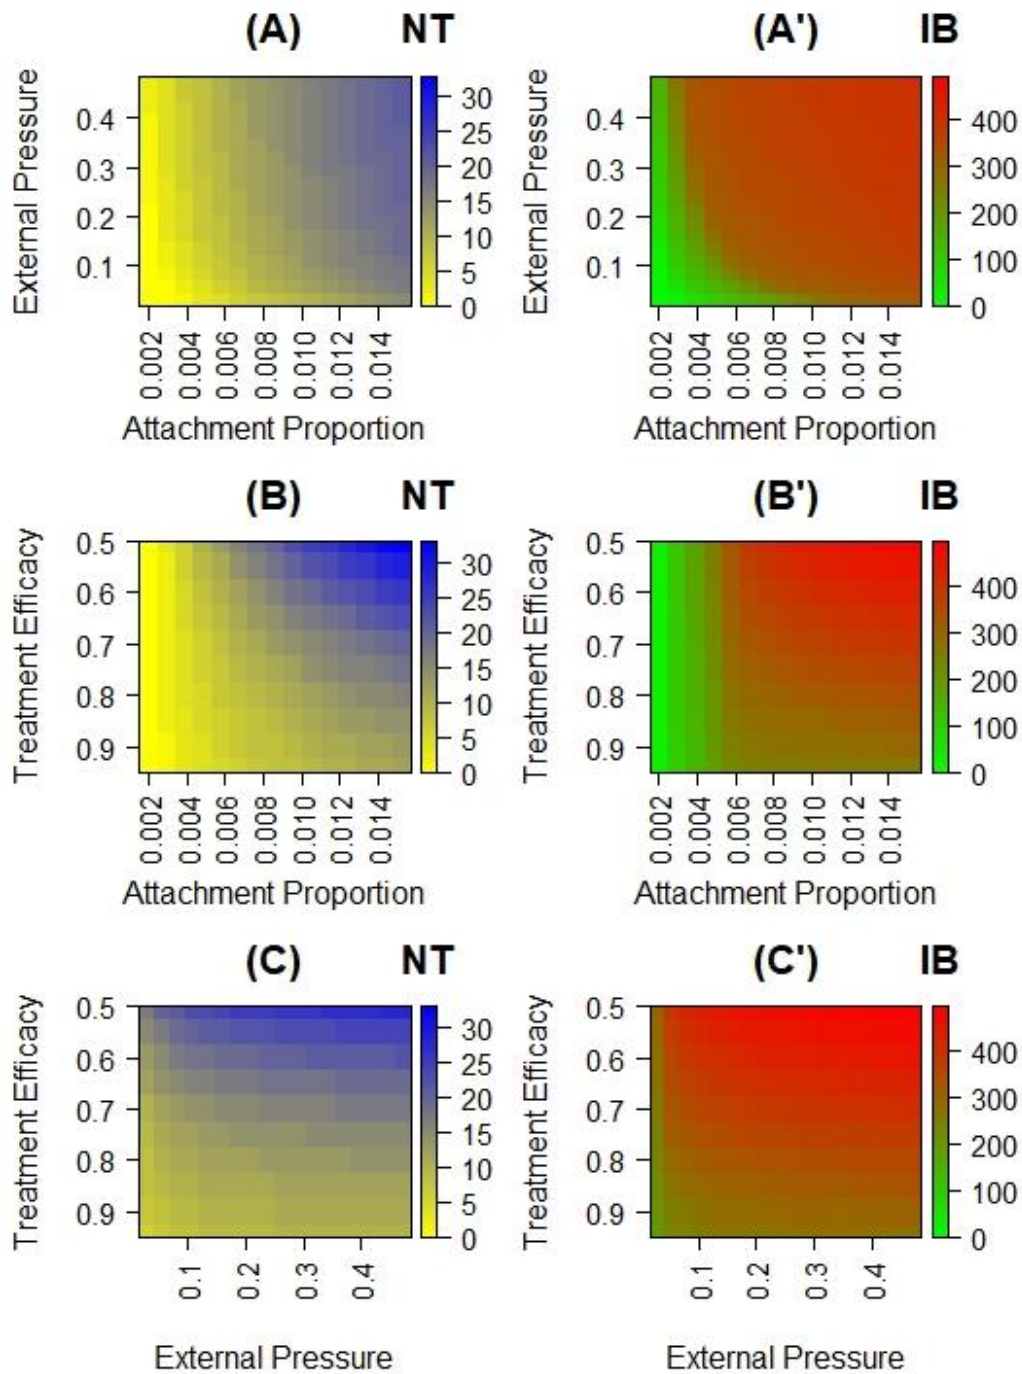 (A) NT
External Pressure
0.4
0.3
0.2
0.1
30
25
20
15
10
5
0
0.002 0.004 0.006 0.008 0.010 0.012 0.014
Attachment Proportion
(A') IB
External Pressure
0.4
0.3
0.2
0.1
400
300
200
100
0
0.002 0.004 0.006 0.008 0.010 0.012 0.014
Attachment Proportion
(B) NT
Treatment Efficacy
0.5
0.6
0.7
0.8
0.9
30
25
20
15
10
5
0
0.002 0.004 0.006 0.008 0.010 0.012 0.014
Attachment Proportion
(B') IB
Treatment Efficacy
0.5
0.6
0.7
0.8
0.9
400
300
200
100
0
0.002 0.004 0.006 0.008 0.010 0.012 0.014
Attachment Proportion
(C) NT
Treatment Efficacy
0.5
0.6
0.7
0.8
0.9
30
25
20
15
10
5
0
0.1 0.2 0.3 0.4
External Pressure
(C') IB
Treatment Efficacy
0.5
0.6
0.7
0.8
0.9
400
300
200
100
0
0.1 0.2 0.3 0.4
External Pressure